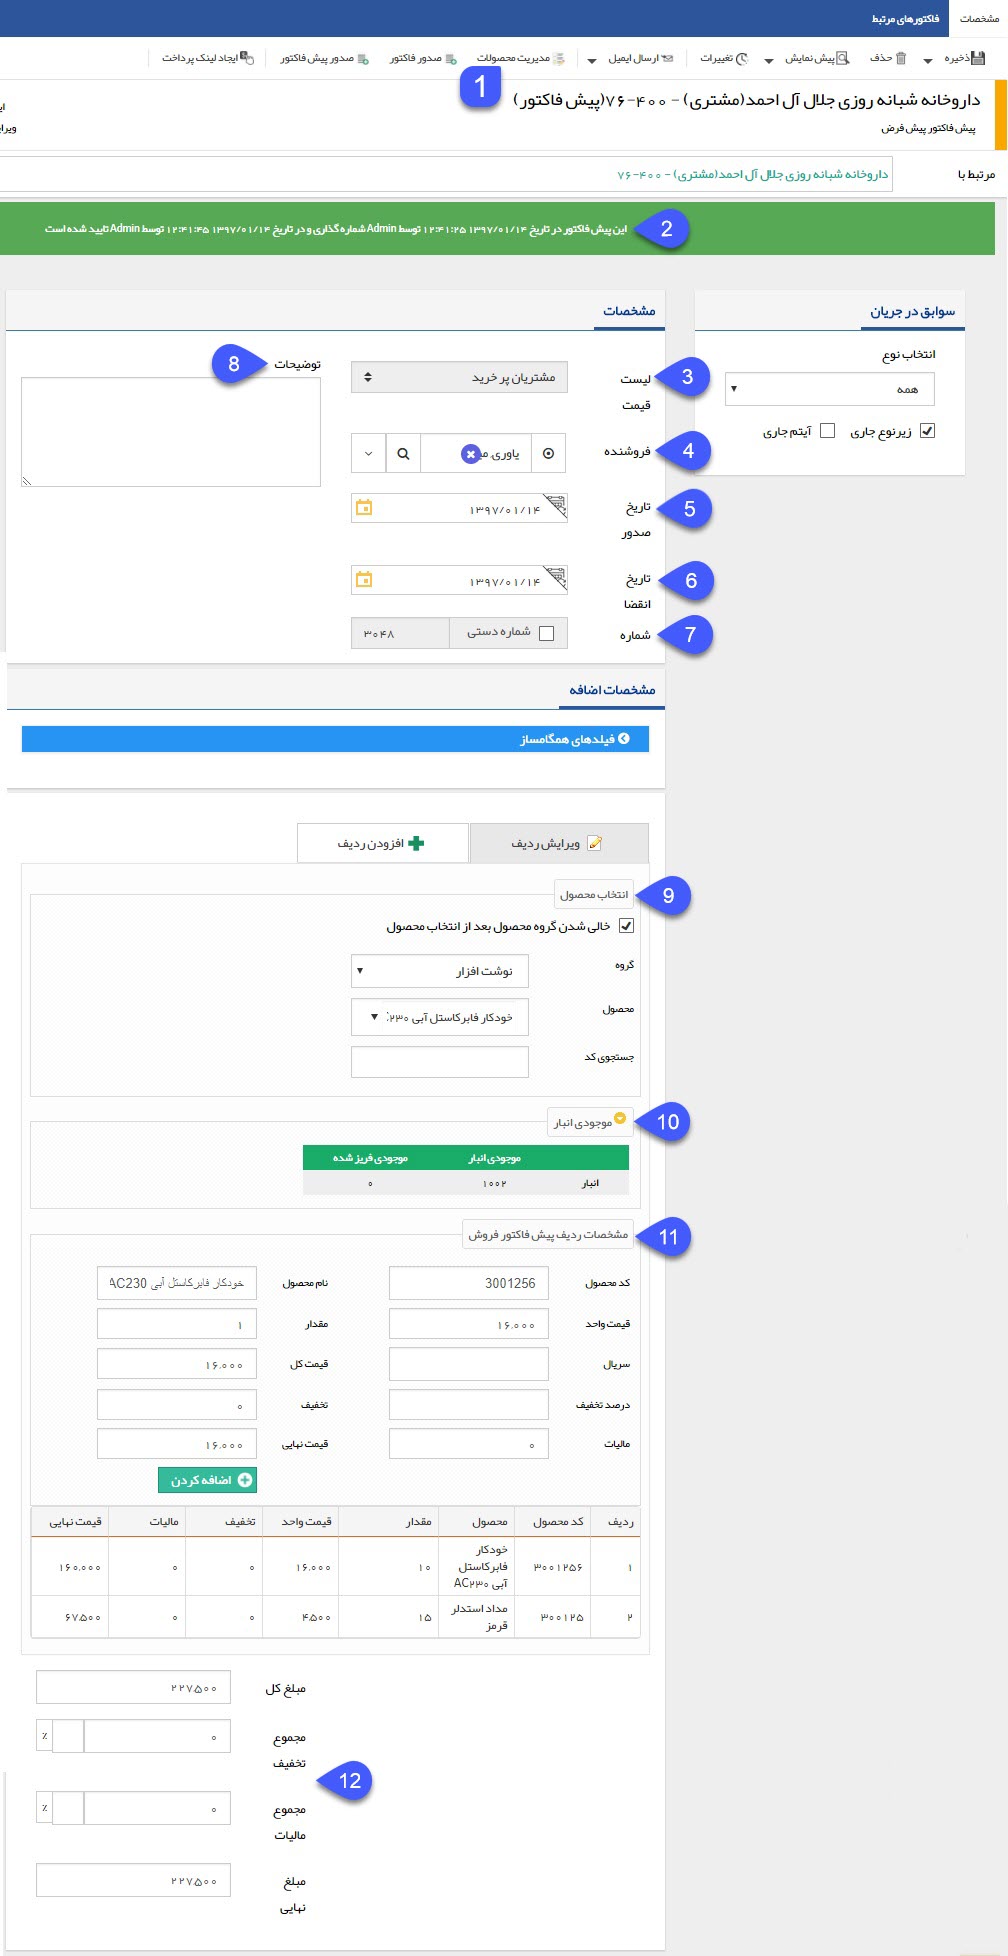 مشخصات
فاکتورهای مرتبط
ذخیره
حذف
پیش نمایش
تغییرات
ارسال ایمیل
مدیریت محصولات
صدور فاکتور
صدور پیش فاکتور
ایجاد لینک پرداخت
1
داروخانه شبانه روزی جلال آل احمد(مشتری) - ۴۰۰-۷۶(پیش فاکتور)
پیش فاکتور پیش فرض
مرتبط با
داروخانه شبانه روزی جلال آل احمد(مشتری) - ۴۰۰-۷۶
2
این پیش فاکتور در تاریخ ۱۳۹۷/۰۱/۱۴ ۱۲:۴۱:۲۵ توسط Admin شماره گذاری و در تاریخ ۱۳۹۷/۰۱/۱۴ ۱۲:۴۱:۴۵ توسط Admin تایید شده است
سوابق در جریان
انتخاب نوع
همه
زیرنوع جاری
آیتم جاری
مشخصات
3
لیست قیمت
مشتریان پر خرید
8
توضیحات
4
فروشنده
یاوری
5
تاریخ صدور
۱۳۹۷/۰۱/۱۴
6
تاریخ انقضا
۱۳۹۷/۰۱/۱۴
7
شماره
شماره دستی
۳۰۴۸
مشخصات اضافه
فیلدهای همگامساز
ویرایش ردیف
افزودن ردیف
9
انتخاب محصول
خالی شدن گروه محصول بعد از انتخاب محصول
گروه
نوشت افزار
محصول
خودکار فابرکاستل آبی
جستجوی کد
10
موجودی انبار
موجودی انبار
موجودی فریز شده
انبار
۱۰۰۲
۰
11
مشخصات ردیف پیش فاکتور فروش
کد محصول
3001256
نام محصول
خودکار فابرکاستل آبی AC230
قیمت واحد
۱۶،۰۰۰
مقدار
۱
سریال
قیمت کل
۱۶،۰۰۰
درصد تخفیف
تخفیف
۰
مالیات
۰
قیمت نهایی
۱۶،۰۰۰
اضافه کردن
ردیف کد محصول محصول مقدار قیمت واحد تخفیف مالیات قیمت نهایی
۱ ۳۰۰۱۲۵۶ خودکار فابرکاستل آبی AC۲۳۰ ۱۰ ۱۶،۰۰۰ ۰ ۰ ۱۶۰،۰۰۰
۲ ۳۰۰۱۲۵ مداد استدلر قرمز ۱۵ ۴،۵۰۰ ۰ ۰ ۶۷،۵۰۰
مبلغ کل
۲۲۷،۵۰۰
مجموع تخفیف
۰
٪
12
مجموع مالیات
۰
٪
مبلغ نهایی
۲۲۷،۵۰۰